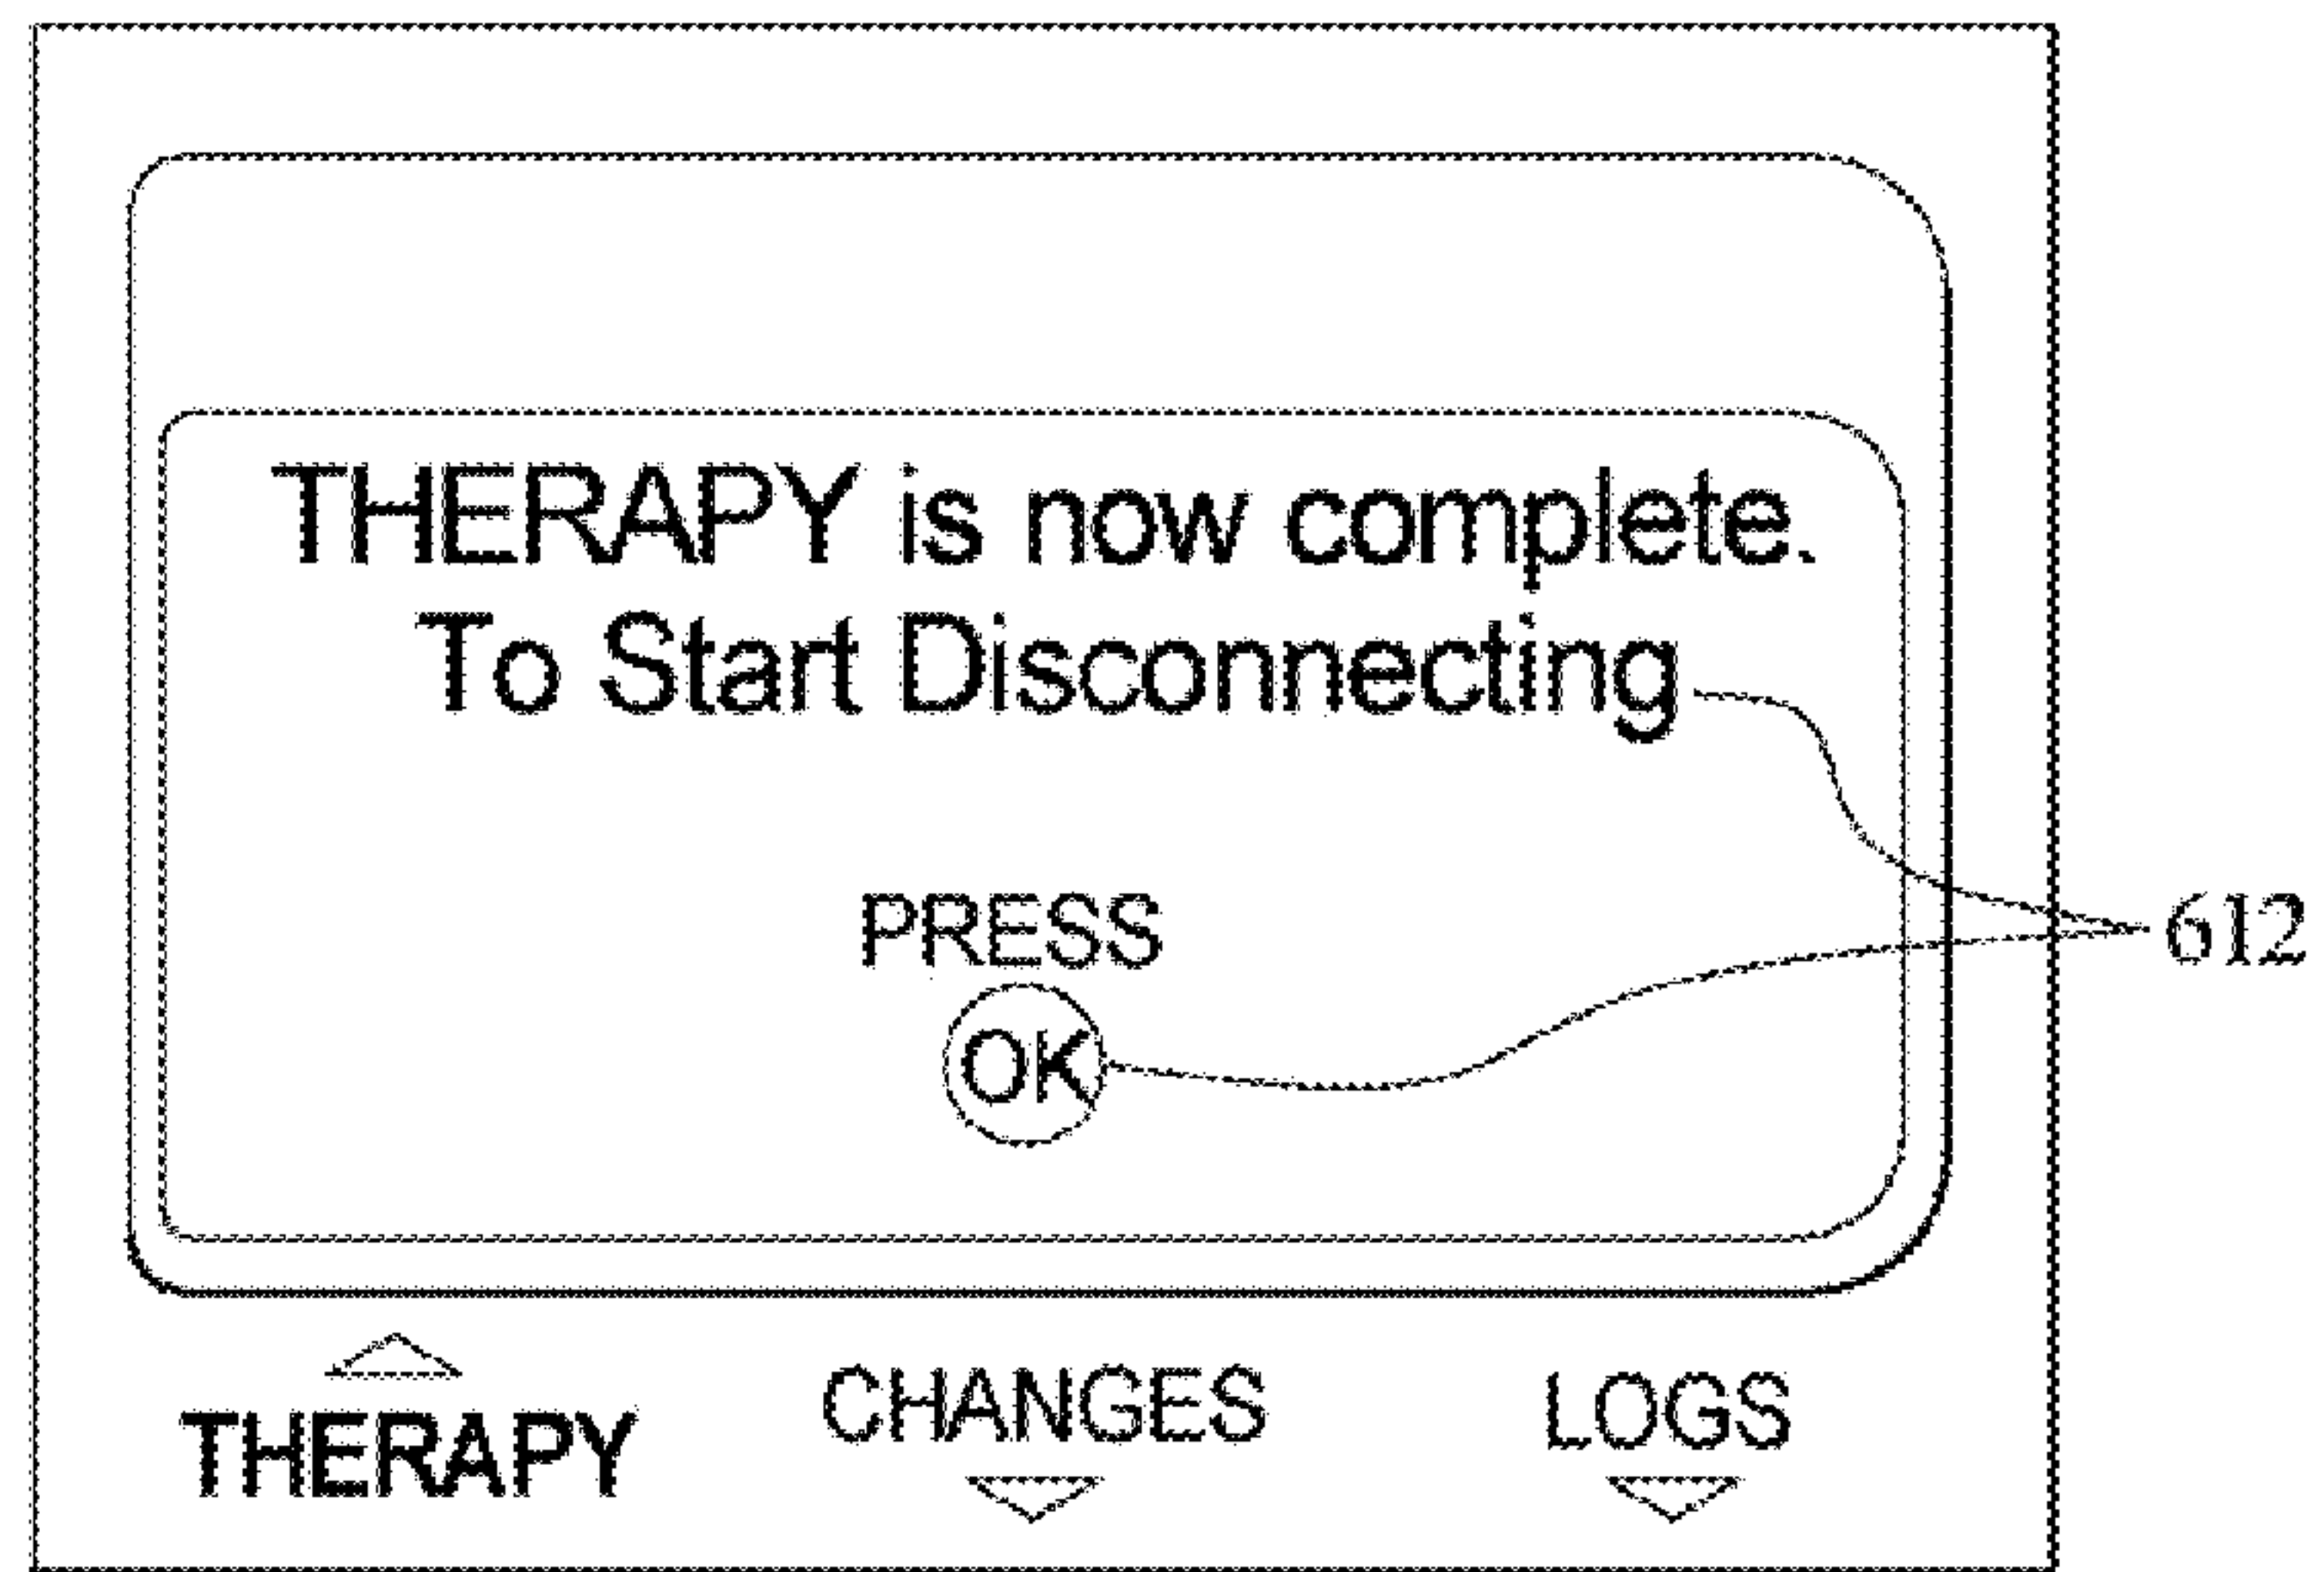 THERAPY is now complete.
To Start Disconnecting
PRESS
OK
612
THERAPY
CHANGES
LOGS